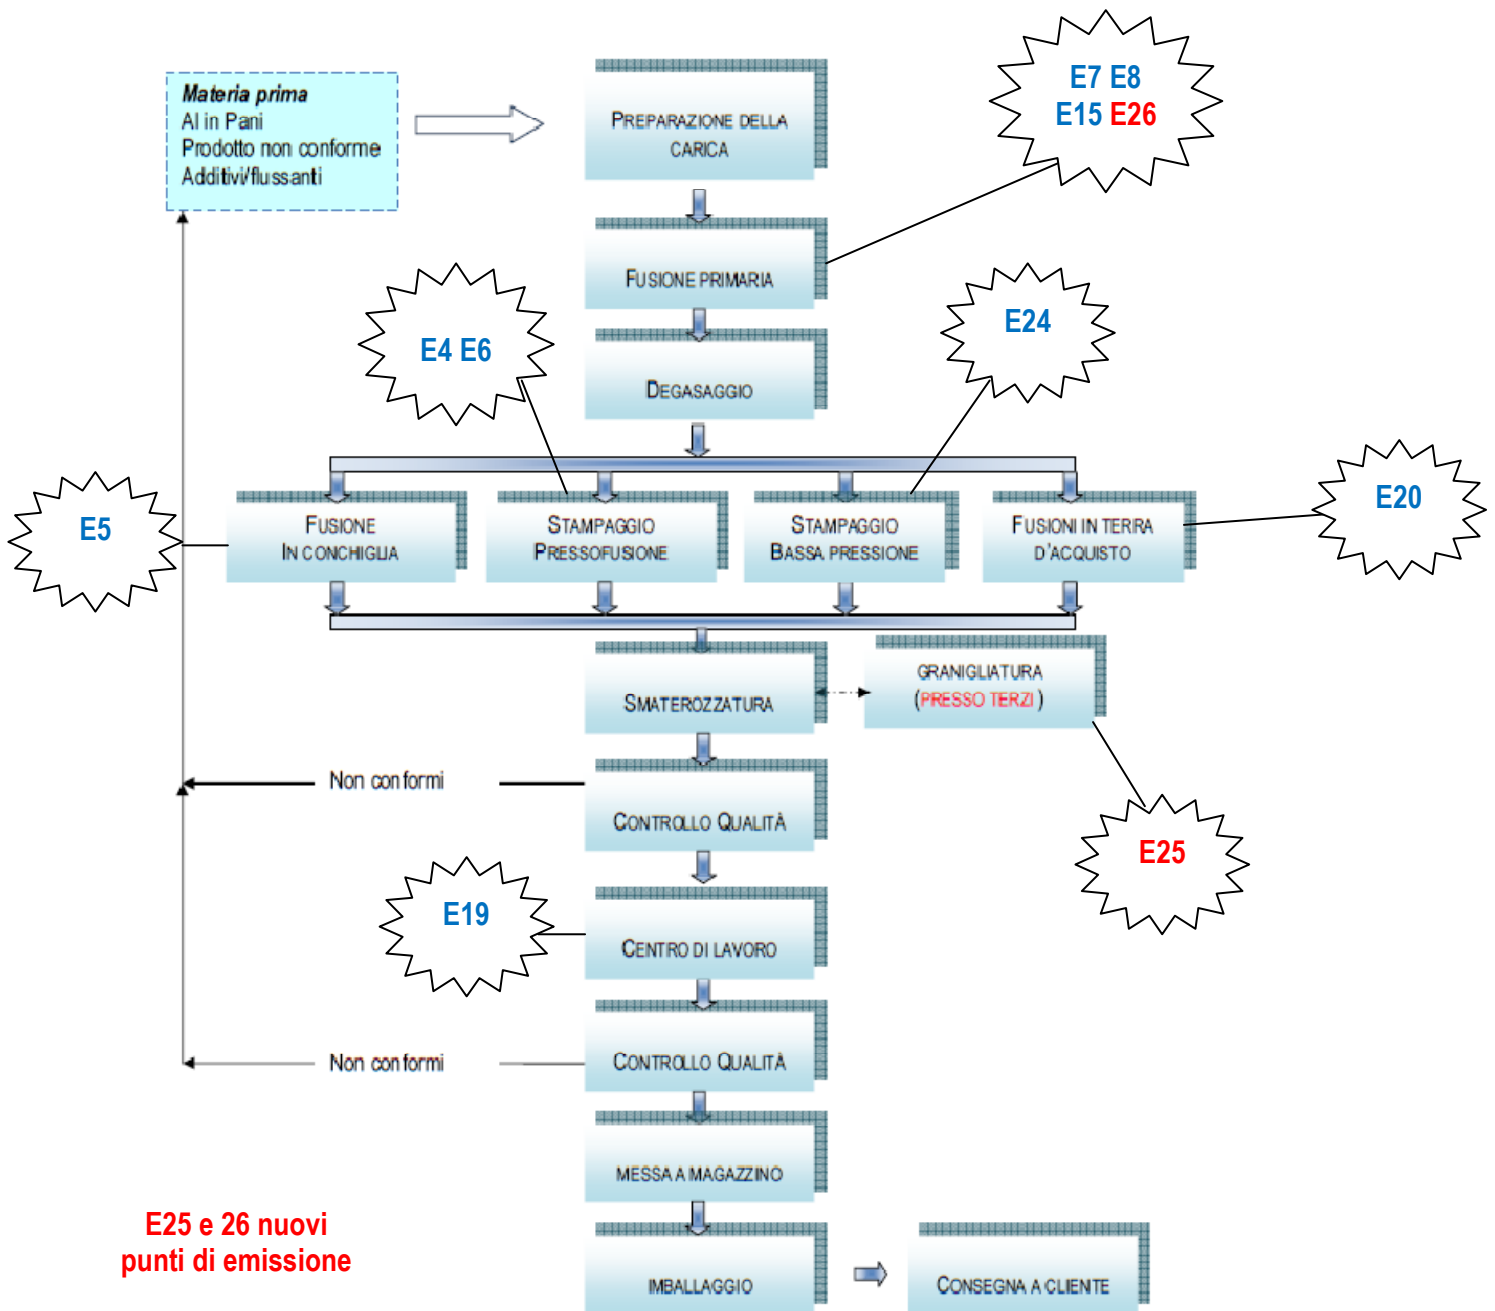 E7 E8
E15 E26
Materia prima
Al in Pani
Prodotto non conforme
Additivi/flussanti
PREPARAZIONE DELLA
CARICA
FUSIONE PRIMARIA
E4 E6
E24
DEGASAGGIO
E5
E20
FUSIONE
IN CONCHIGLIA
STAMPAGGIO
PRESSOFUSIONE
STAMPAGGIO
BASSA PRESSIONE
FUSIONI IN TERRA
D'ACQUISTO
SMATEROZZATURA
GRANIGLIATURA
(PRESSO TERZI)
Non conformi
CONTROLLO QUALITÀ
E25
E19
CENTRO DI LAVORO
Non conformi
CONTROLLO QUALITÀ
MESSA A MAGAZZINO
E25 e 26 nuovi
punti di emissione
IMBALLAGGIO
CONSEGNA A CLIENTE